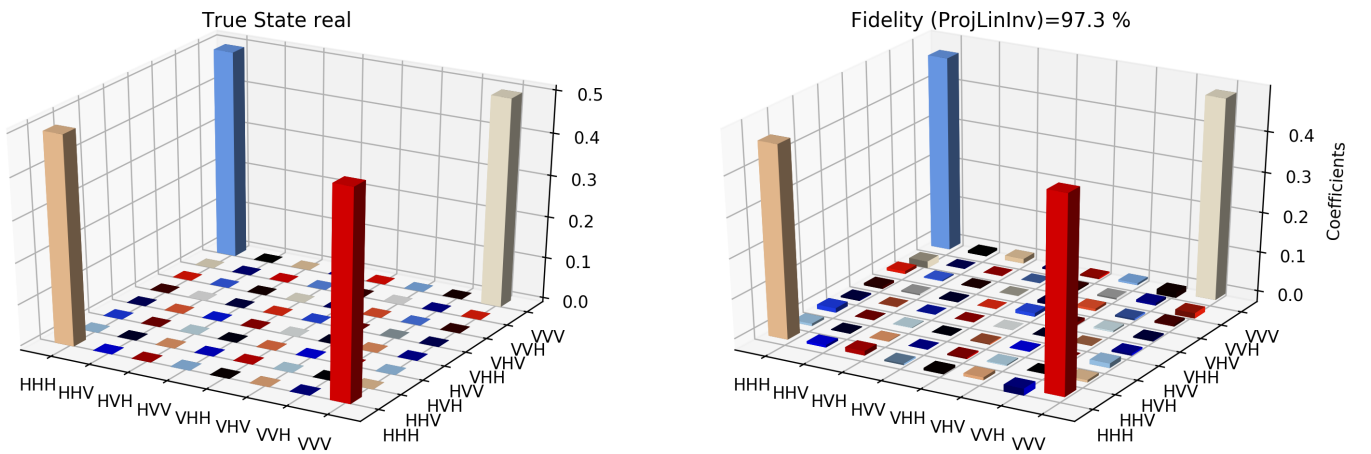 True State real
0.5
0.4
0.3
0.2
0.1
0.0
HHH
HHV
HVH
HVV
VHH
VHV
VVH
VVV
HHH
HHV
HVH
HVV
VHH
VHV
VVH
VVV
Fidelity (ProjLinInv)=97.3 %
0.4
0.3
0.2
0.1
0.0
Coefficients
HHH
HHV
HVH
HVV
VHH
VHV
VVH
VVV
HHH
HHV
HVH
HVV
VHH
VHV
VVH
VVV